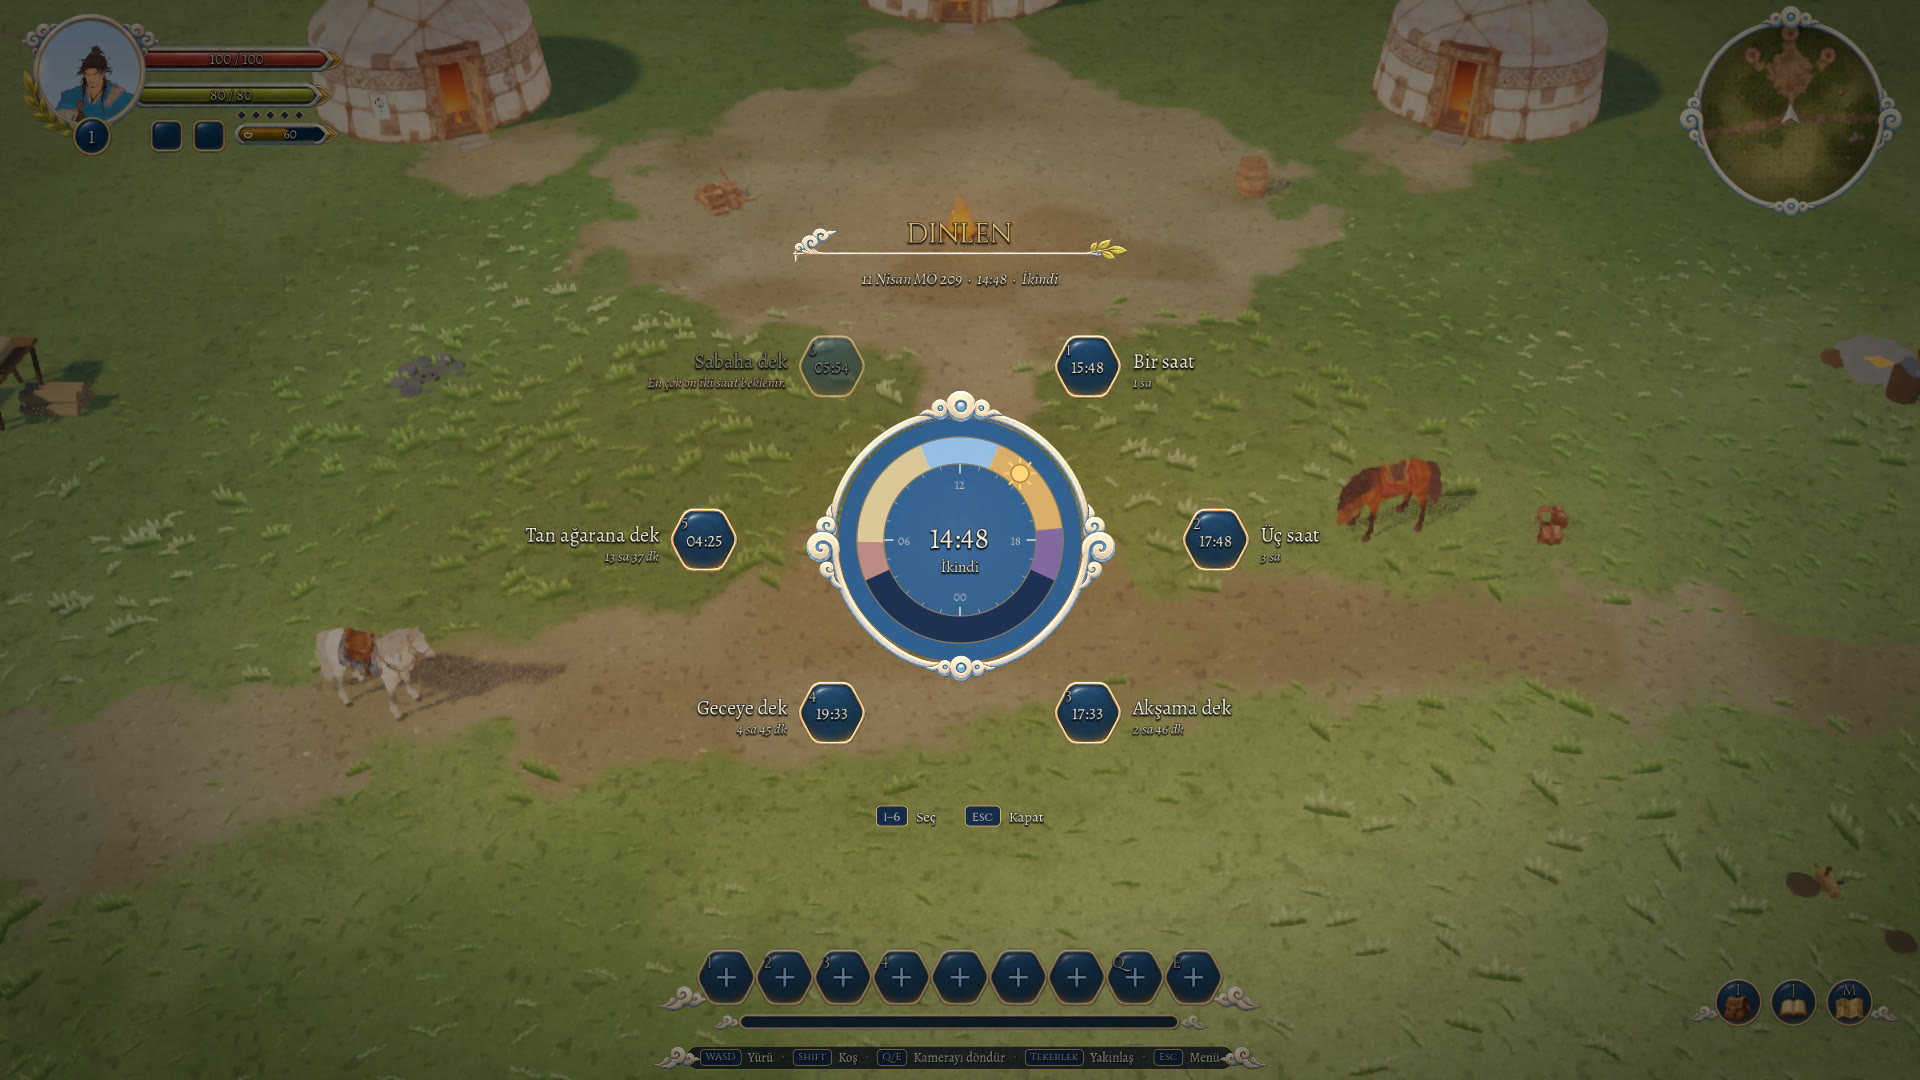 100 / 100
80 / 80
1
60
DINLEN
11 Nisan MÖ 209 · 14:48 · İkindi
Sabaha dek
En çok on iki saat beklenir.
6
05:54
1
15:48
Bir saat
1 sa
Tan ağarana dek
13 sa 37 dk
5
04:25
12
06
18
00
14:48
İkindi
2
17:48
Üç saat
3 sa
Geceye dek
4 sa 45 dk
4
19:33
3
17:33
Akşama dek
2 sa 46 dk
1-6 Seç
ESC Kapat
1
2
3
4
Q
E
I
J
M
WASD Yürü · SHIFT Koş · Q/E Kamerayı döndür · TEKERLEK Yakınlaş · ESC Menü